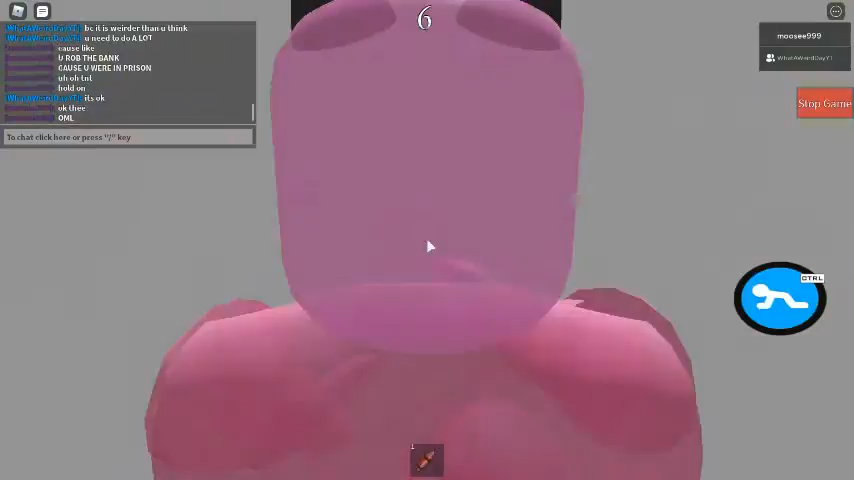 bc it is weirder than u think
u need to do A LOT
cause like
U ROB THE BANK
CAUSE U WERE IN PRISON
uh oh tnt
hold on
its ok
ok thee
OML
To chat click here or press "/" key
6
moosee999
WhatAWeirdDayYT
Stop Game
CTRL
1